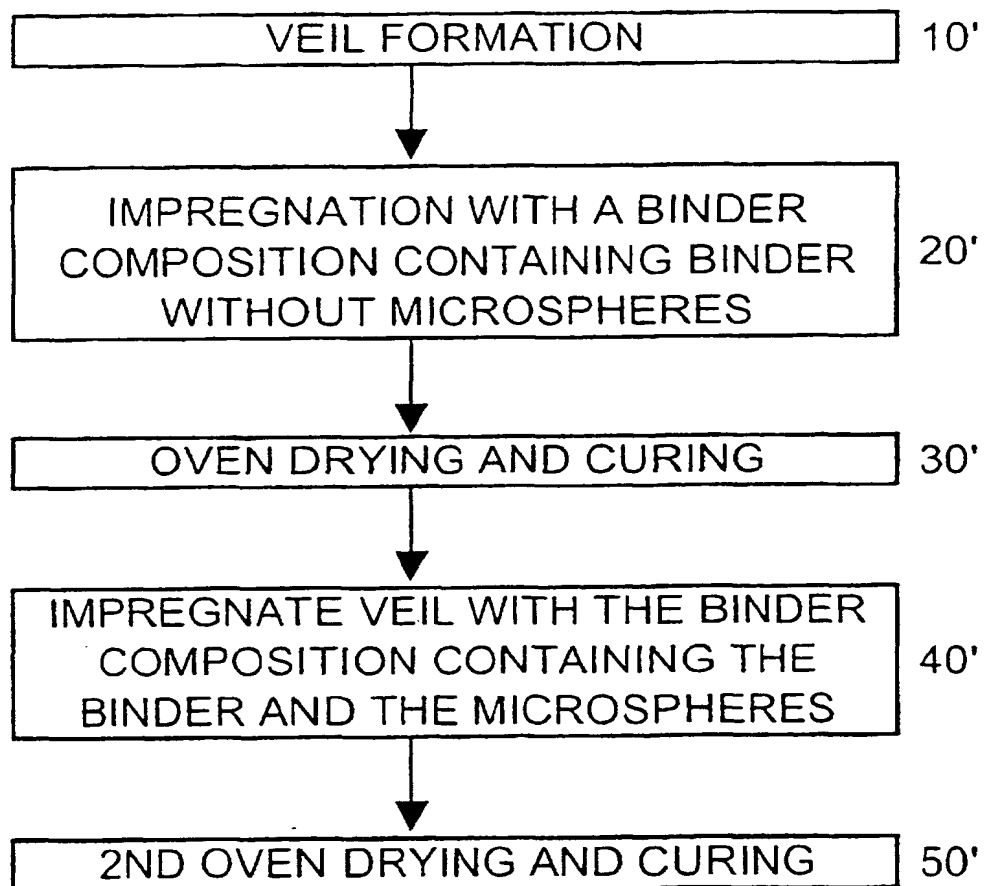 VEIL FORMATION 10'
IMPREGNATION WITH A BINDER
COMPOSITION CONTAINING BINDER 20'
WITHOUT MICROSPHERES
OVEN DRYING AND CURING 30'
IMPREGNATE VEIL WITH THE BINDER
COMPOSITION CONTAINING THE 40'
BINDER AND THE MICROSPHERES
2ND OVEN DRYING AND CURING 50'